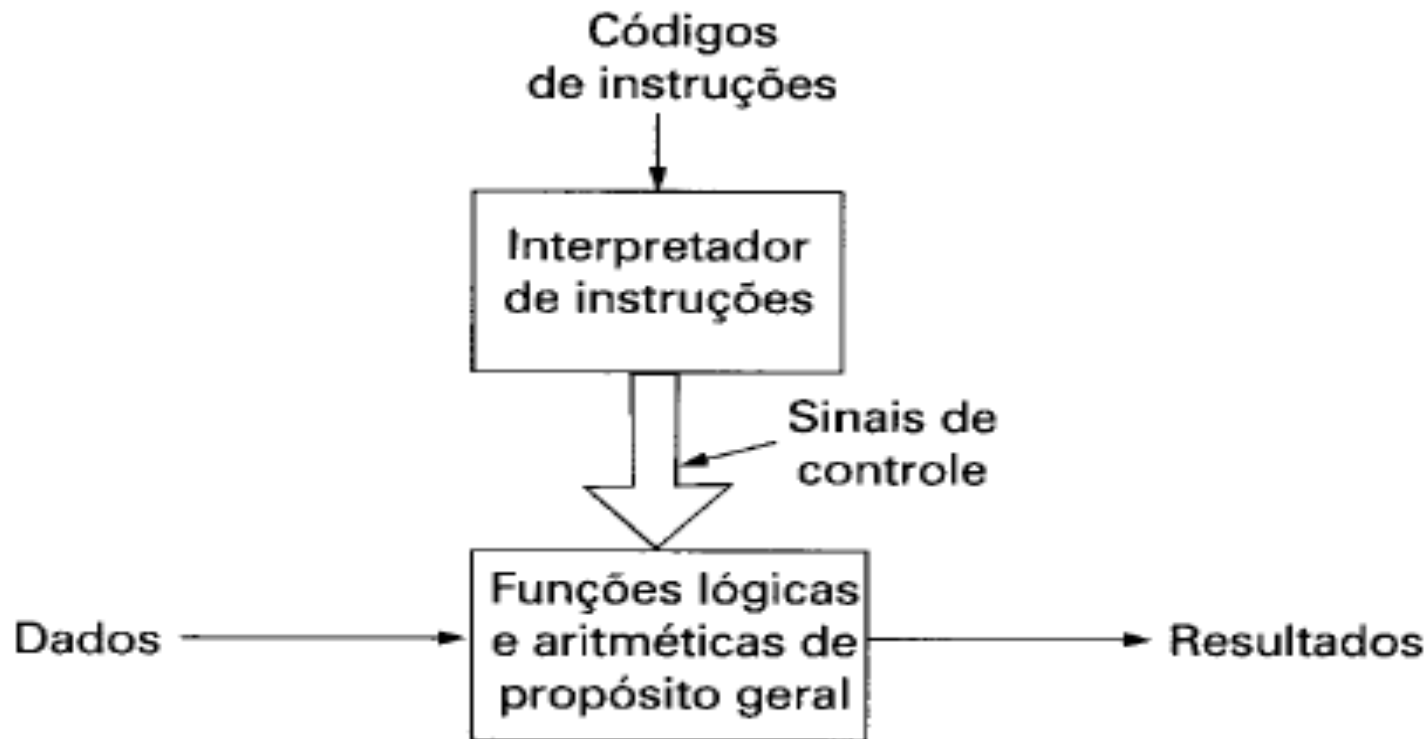 Códigos
de instruções
Interpretador
de instruções
Sinais de
controle
Dados
Funções lógicas
e aritméticas de
propósito geral
Resultados